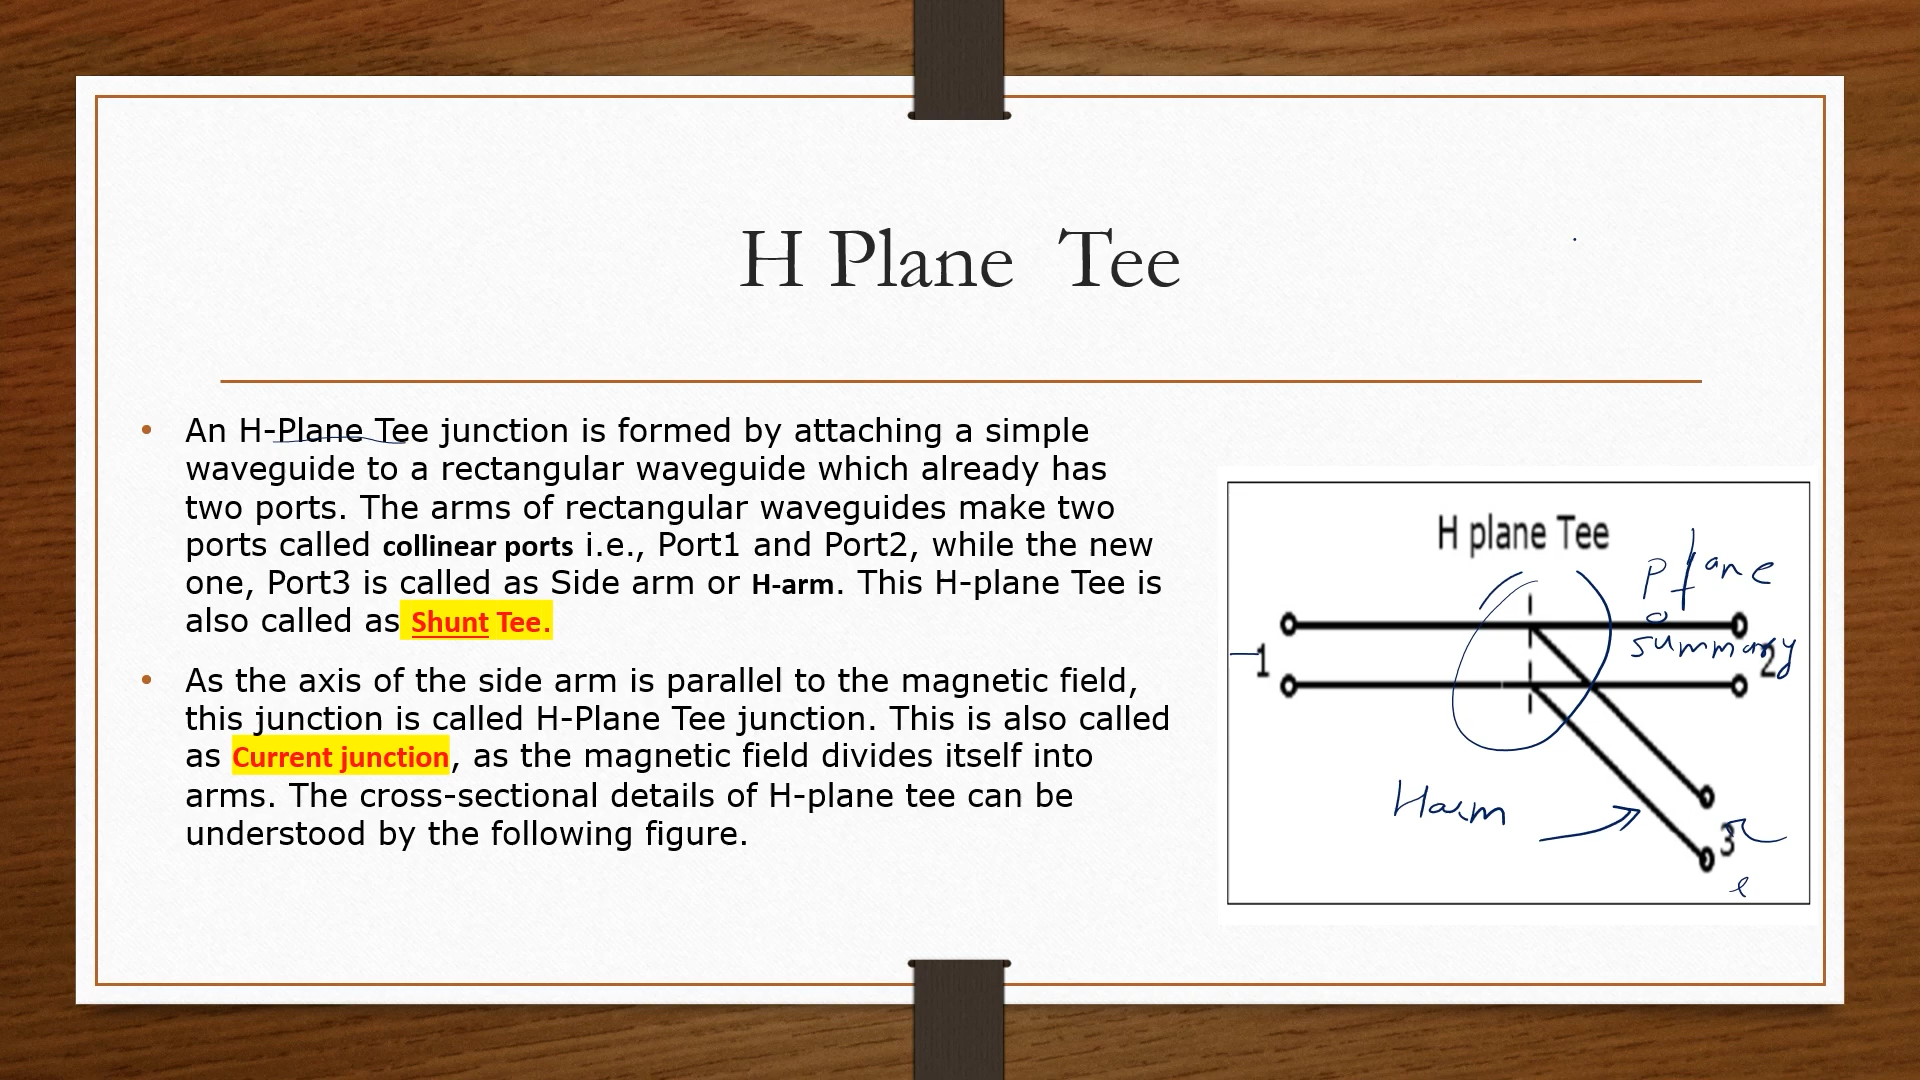 H Plane Tee
• An H-Plane Tee junction is formed by attaching a simple
waveguide to a rectangular waveguide which already has
two ports. The arms of rectangular waveguides make two
ports called collinear ports i.e., Port1 and Port2, while the new
one, Port3 is called as Side arm or H-arm. This H-plane Tee is
also called as Shunt Tee.
• As the axis of the side arm is parallel to the magnetic field,
this junction is called H-Plane Tee junction. This is also called
as Current junction, as the magnetic field divides itself into
arms. The cross-sectional details of H-plane tee can be
understood by the following figure.
H plane Tee
plane
1
2
Harm
3